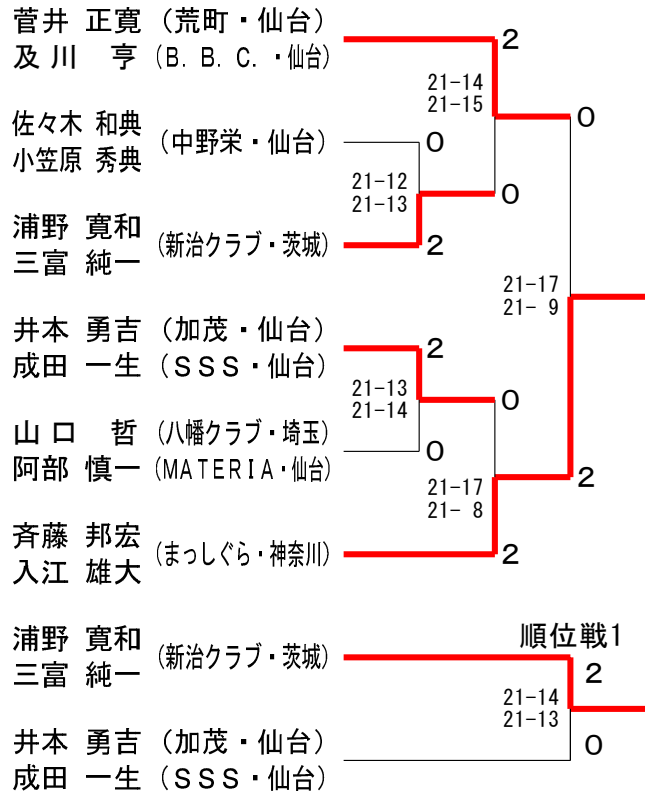 菅井 正寛 (荒町・仙台)
及川 亨 (B.B.C.・仙台)
2
21-14
21-15
0
佐々木 和典
小笠原 秀典
(中野栄・仙台)
0
21-12
21-13
0
浦野 寛和
三富 純一
(新治クラブ・茨城)
2
21-17
21- 9
井本 勇吉 (加茂・仙台)
成田 一生 (SSS・仙台)
2
21-13
21-14
0
山口 哲 (八幡クラブ・埼玉)
阿部 慎一 (MATERIA・仙台)
0
21-17
21- 8
2
斉藤 邦宏
入江 雄大
(まっしぐら・神奈川)
2
順位戦1
浦野 寛和
三富 純一
(新治クラブ・茨城)
2
21-14
21-13
0
井本 勇吉 (加茂・仙台)
成田 一生 (SSS・仙台)